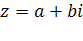 z = a + bi